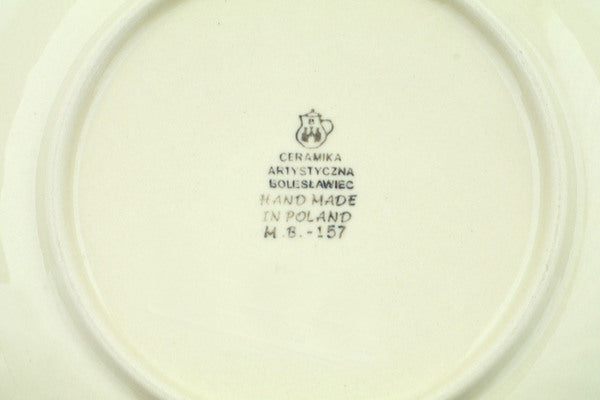 CERAMIKA
ARTYSTYCZNA
BOLESŁAWIEC
HAND MADE
IN POLAND
M.B.-157